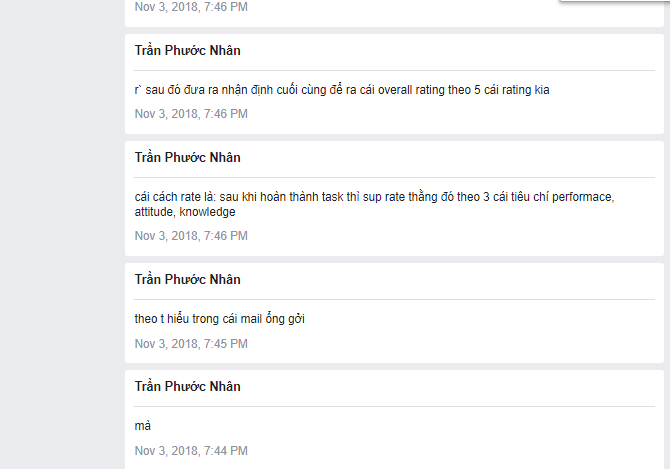 Nov 3, 2018, 7:46 PM
Trần Phước Nhân
r` sau đó đưa ra nhận định cuối cùng để ra cái overall rating theo 5 cái rating kia
Nov 3, 2018, 7:46 PM
Trần Phước Nhân
cái cách rate là: sau khi hoàn thành task thì sup rate thằng đó theo 3 cái tiêu chí performace,
attitude, knowledge
Nov 3, 2018, 7:46 PM
Trần Phước Nhân
theo t hiểu trong cái mail ổng gởi
Nov 3, 2018, 7:45 PM
Trần Phước Nhân
mà
Nov 3, 2018, 7:44 PM